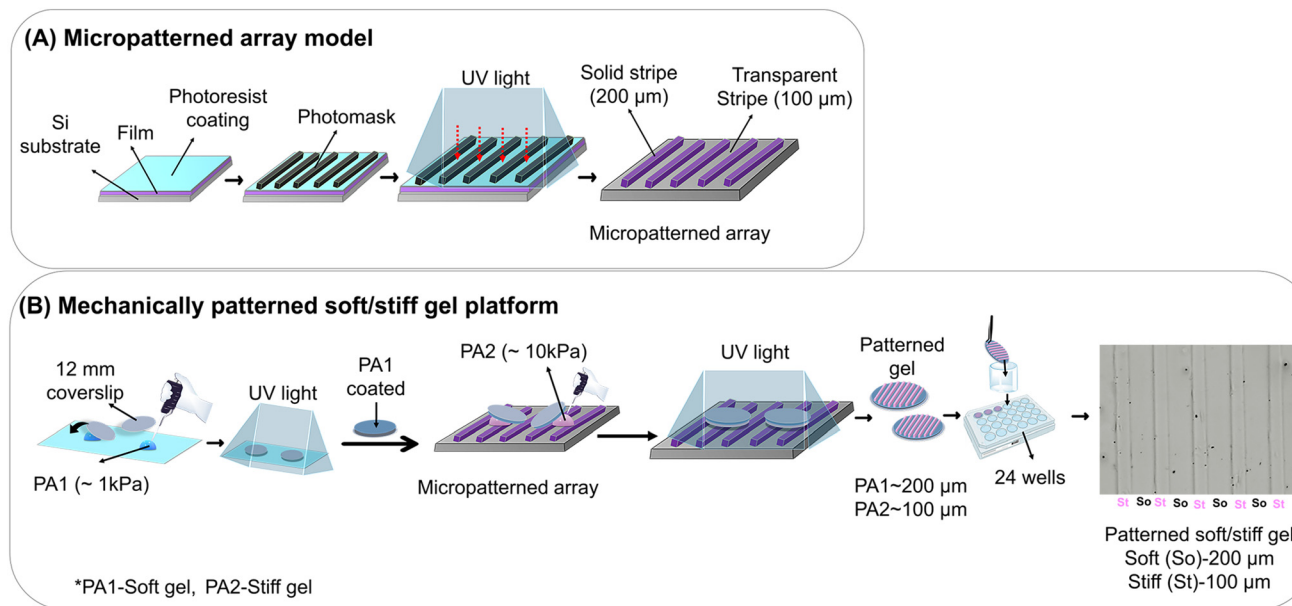 (A) Micropatterned array model
Si
substrate
Film
Photoresist
coating
Photomask
UV light
Solid stripe
(200 µm)
Transparent
Stripe (100 µm)
Micropatterned array
(B) Mechanically patterned soft/stiff gel platform
12 mm
coverslip
PA1 (~ 1kPa)
UV light
PA1
coated
PA2 (~ 10kPa)
Micropatterned array
UV light
Patterned
gel
PA1~200 µm
PA2~100 µm
24 wells
St So St So St So St So St
Patterned soft/stiff gel
Soft (So)-200 µm
Stiff (St)-100 µm
*PA1-Soft gel, PA2-Stiff gel